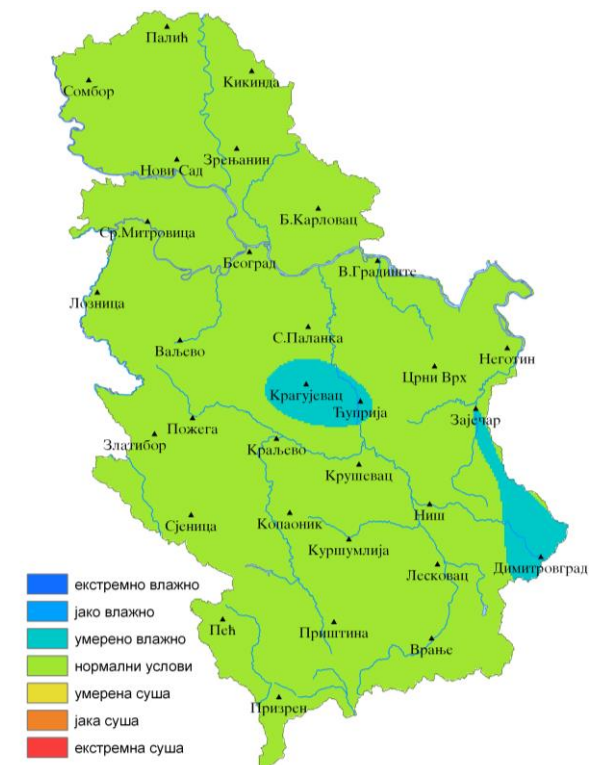 Палић
Кикинда
Сомбор
Зрењанин
Нови Сад
Б.Карловац
Ср.Митровица
Београд
В.Градиште
Лозница
С.Паланка
Ваљево
Неготин
Црни Врх
Крагујевац
Ћуприја
Зајечар
Пожега
Златибор
Краљево
Крушевац
Сјеница
Копаоник
Ниш
Куршумлија
Димитровград
Лесковац
Пећ
Приштина
Врање
Призрен
екстремно влажно
јако влажно
умерено влажно
нормални услови
умерена суша
јака суша
екстремна суша